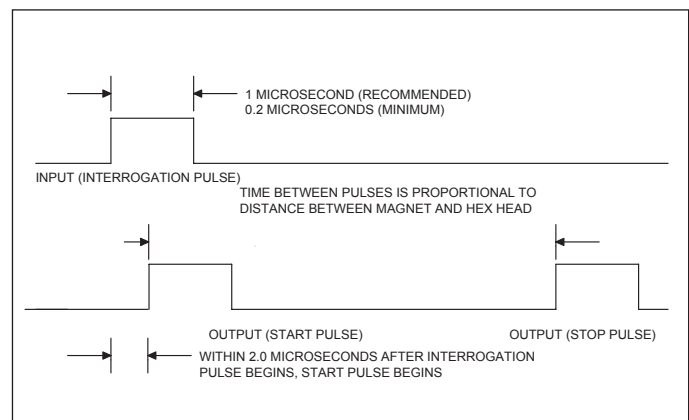 1 MICROSECOND (RECOMMENDED)
0.2 MICROSECONDS (MINIMUM)
INPUT (INTERROGATION PULSE)
TIME BETWEEN PULSES IS PROPORTIONAL TO
DISTANCE BETWEEN MAGNET AND HEX HEAD
OUTPUT (START PULSE)
OUTPUT (STOP PULSE)
WITHIN 2.0 MICROSECONDS AFTER INTERROGATION
PULSE BEGINS, START PULSE BEGINS